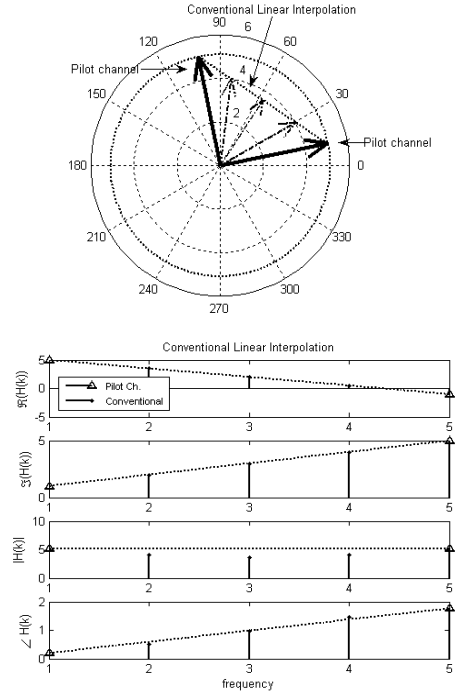 Conventional Linear Interpolation
90
6
120
60
Pilot channel
4
150
30
2
Pilot channel
180
0
210
330
240
300
270
Conventional Linear Interpolation
5
0
-5
ℜ(H(k))
Pilot Ch.
Conventional
1 2 3 4 5
5
0
ℑ(H(k))
1 2 3 4 5
10
5
0
|H(k)|
1 2 3 4 5
2
1
0
∠ H(k)
1 2 3 4 5
frequency